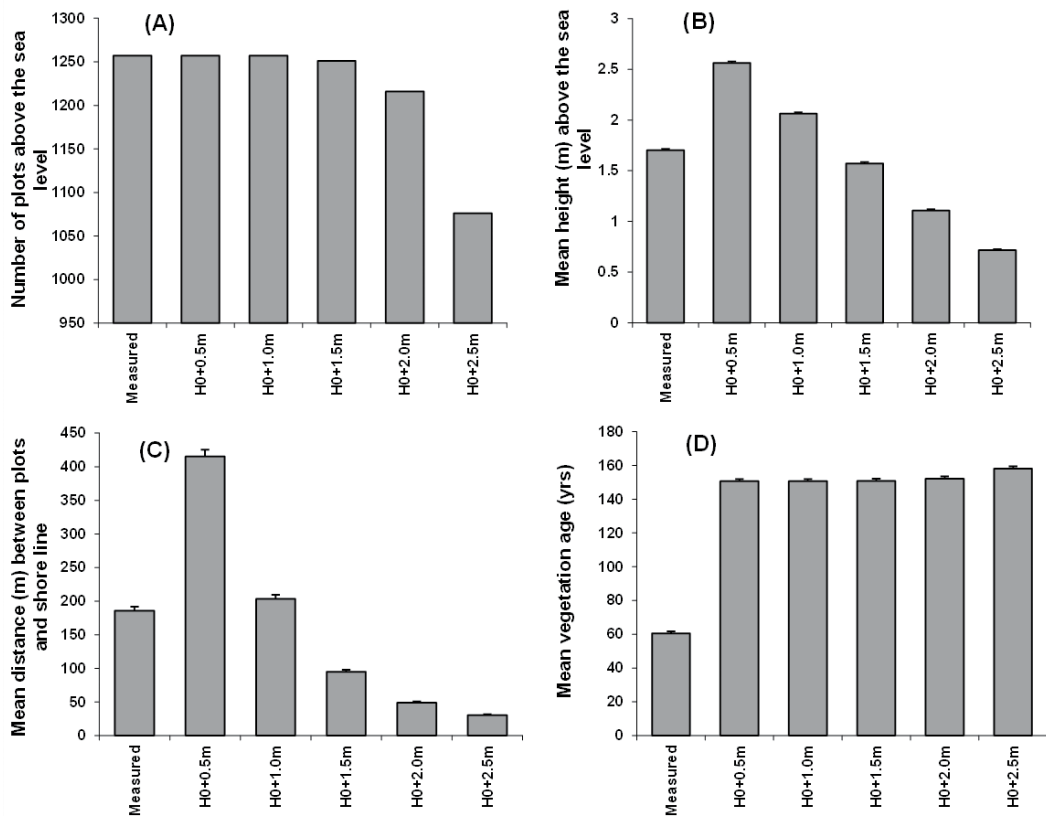 (A)
Number of plots above the sea
level
1300
1250
1200
1150
1100
1050
1000
950
Measured
H0+0.5m
H0+1.0m
H0+1.5m
H0+2.0m
H0+2.5m
(B)
Mean height (m) above the sea
level
3
2.5
2
1.5
1
0.5
0
Measured
H0+0.5m
H0+1.0m
H0+1.5m
H0+2.0m
H0+2.5m
(C)
Mean distance (m) between plots
and shore line
450
400
350
300
250
200
150
100
50
0
Measured
H0+0.5m
H0+1.0m
H0+1.5m
H0+2.0m
H0+2.5m
(D)
Mean vegetation age (yrs)
180
160
140
120
100
80
60
40
20
0
Measured
H0+0.5m
H0+1.0m
H0+1.5m
H0+2.0m
H0+2.5m